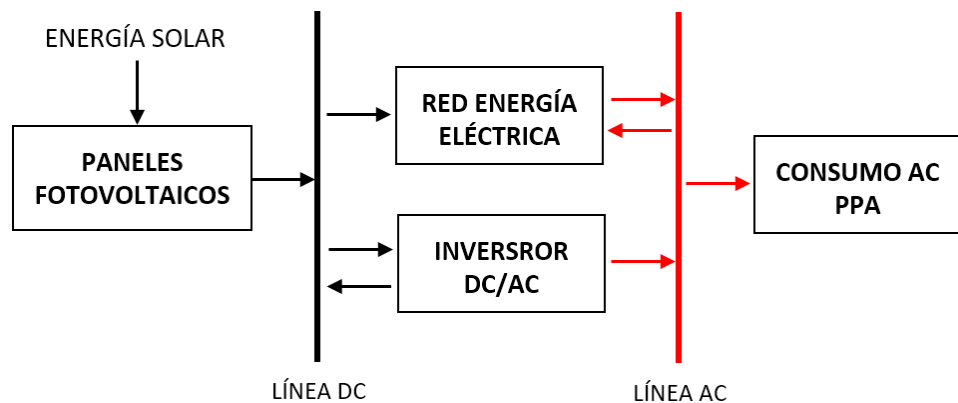 ENERGÍA SOLAR
PANELES
FOTOVOLTAICOS
RED ENERGÍA
ELÉCTRICA
INVERSROR
DC/AC
CONSUMO AC
PPA
LÍNEA DC
LÍNEA AC